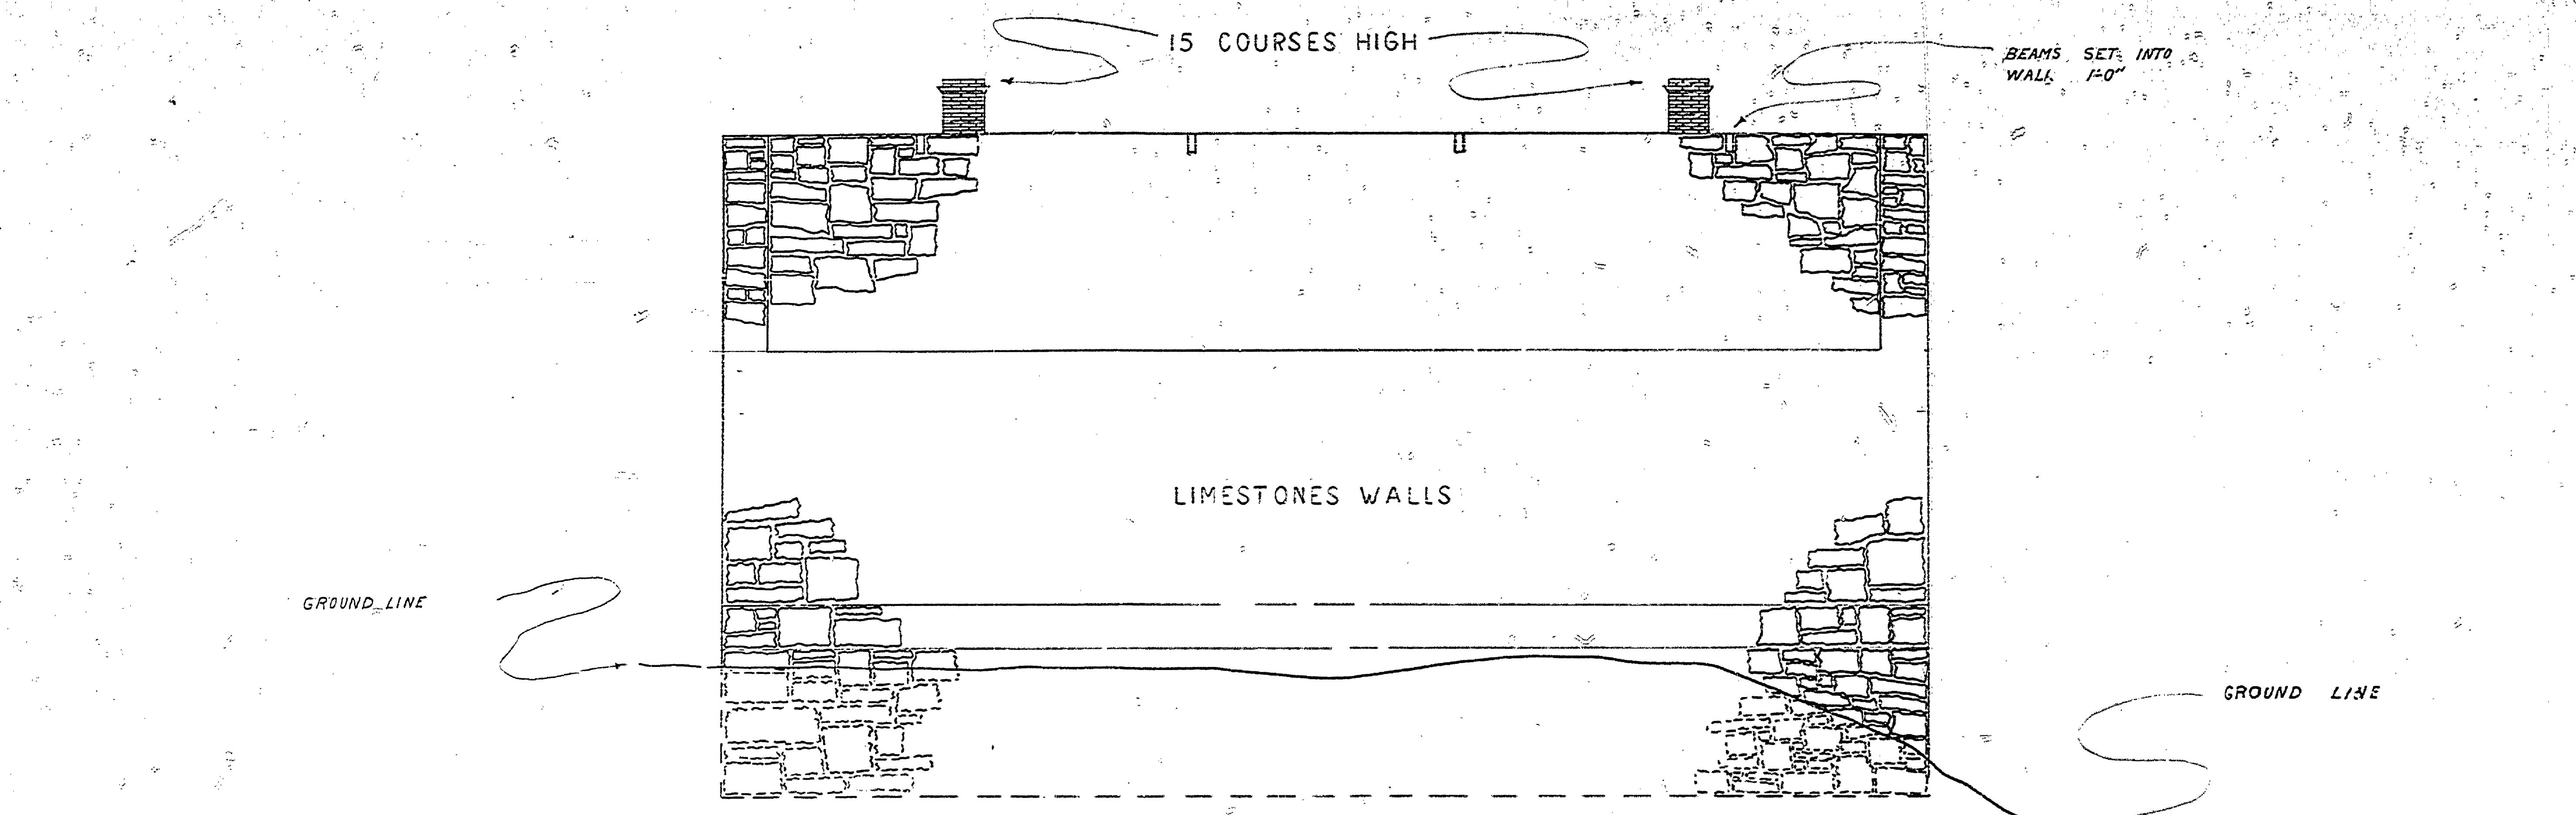 15 COURSES HIGH
BEAMS SET INTO
WALL 1'-0"
LIMESTONES WALLS
GROUND LINE
GROUND LINE